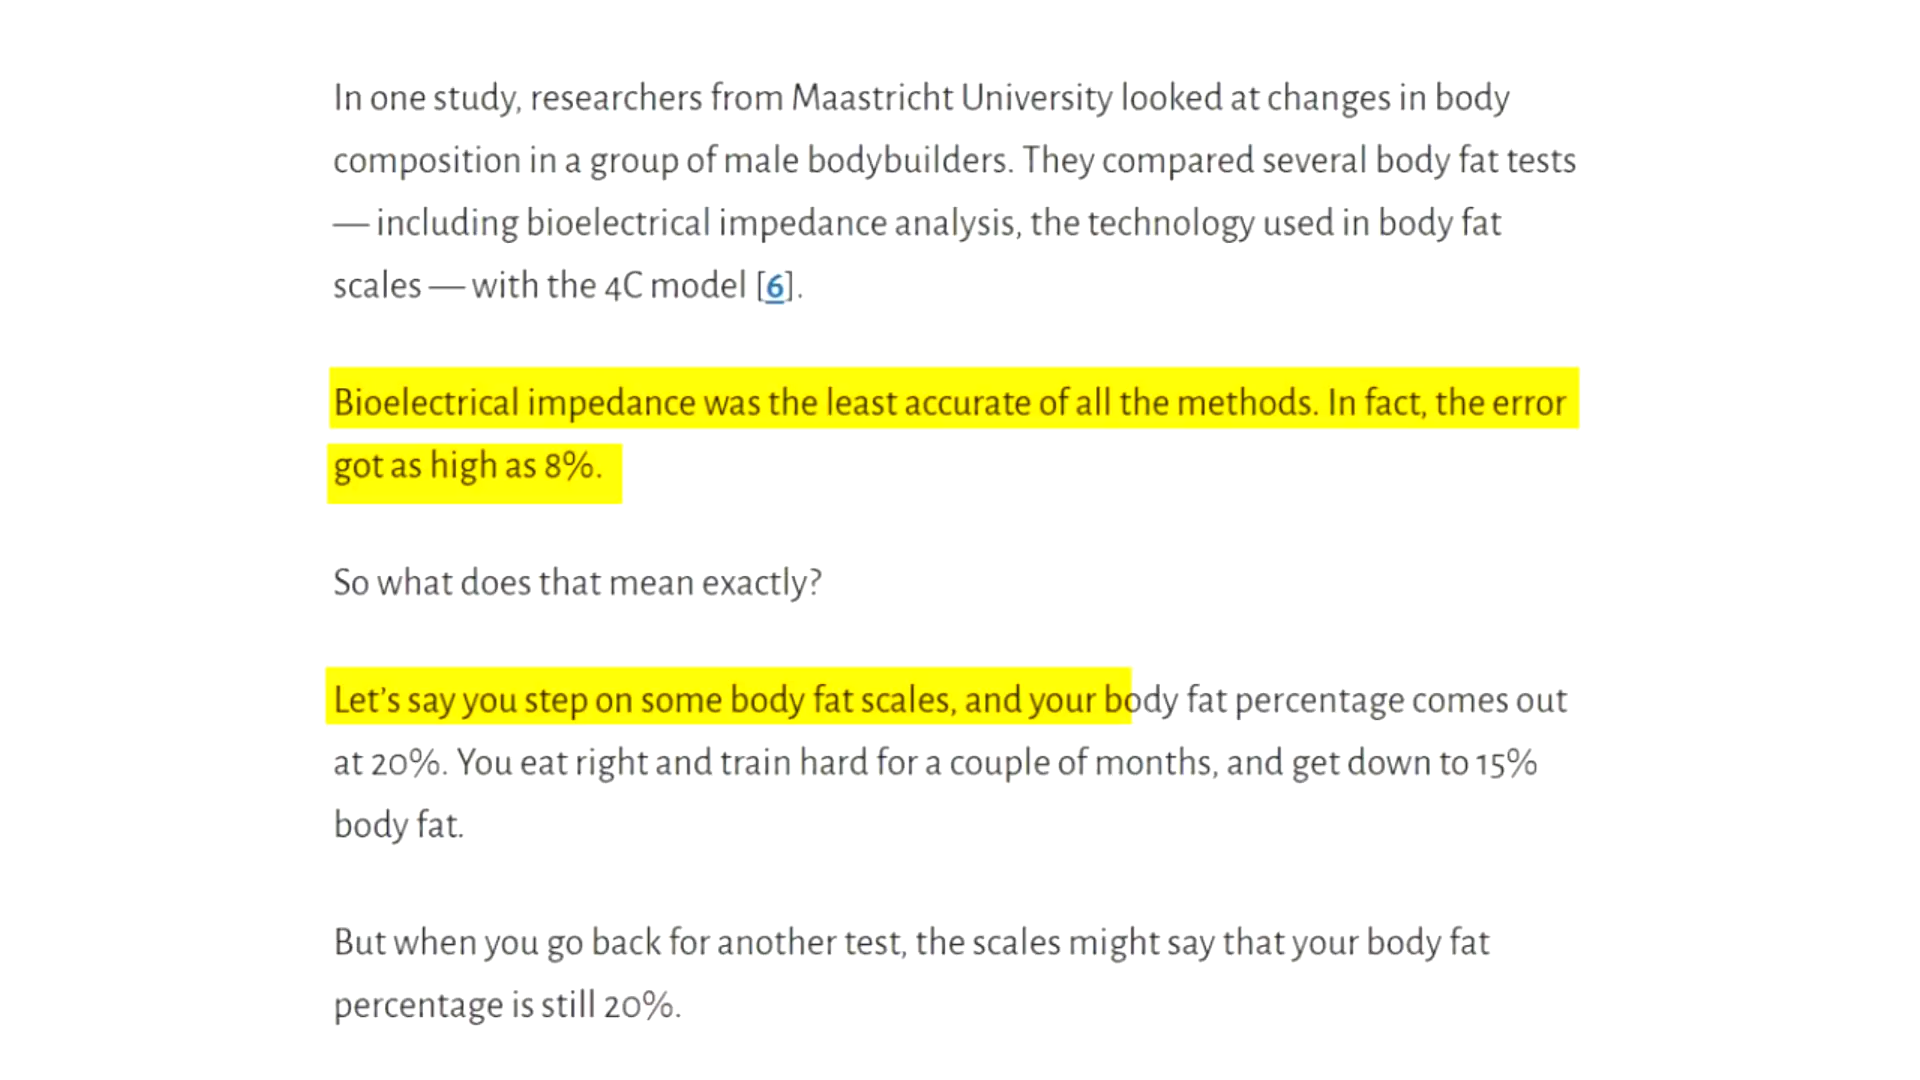 In one study, researchers from Maastricht University looked at changes in body
composition in a group of male bodybuilders. They compared several body fat tests
— including bioelectrical impedance analysis, the technology used in body fat
scales — with the 4C model [6].
Bioelectrical impedance was the least accurate of all the methods. In fact, the error
got as high as 8%.
So what does that mean exactly?
Let’s say you step on some body fat scales, and your body fat percentage comes out
at 20%. You eat right and train hard for a couple of months, and get down to 15%
body fat.
But when you go back for another test, the scales might say that your body fat
percentage is still 20%.